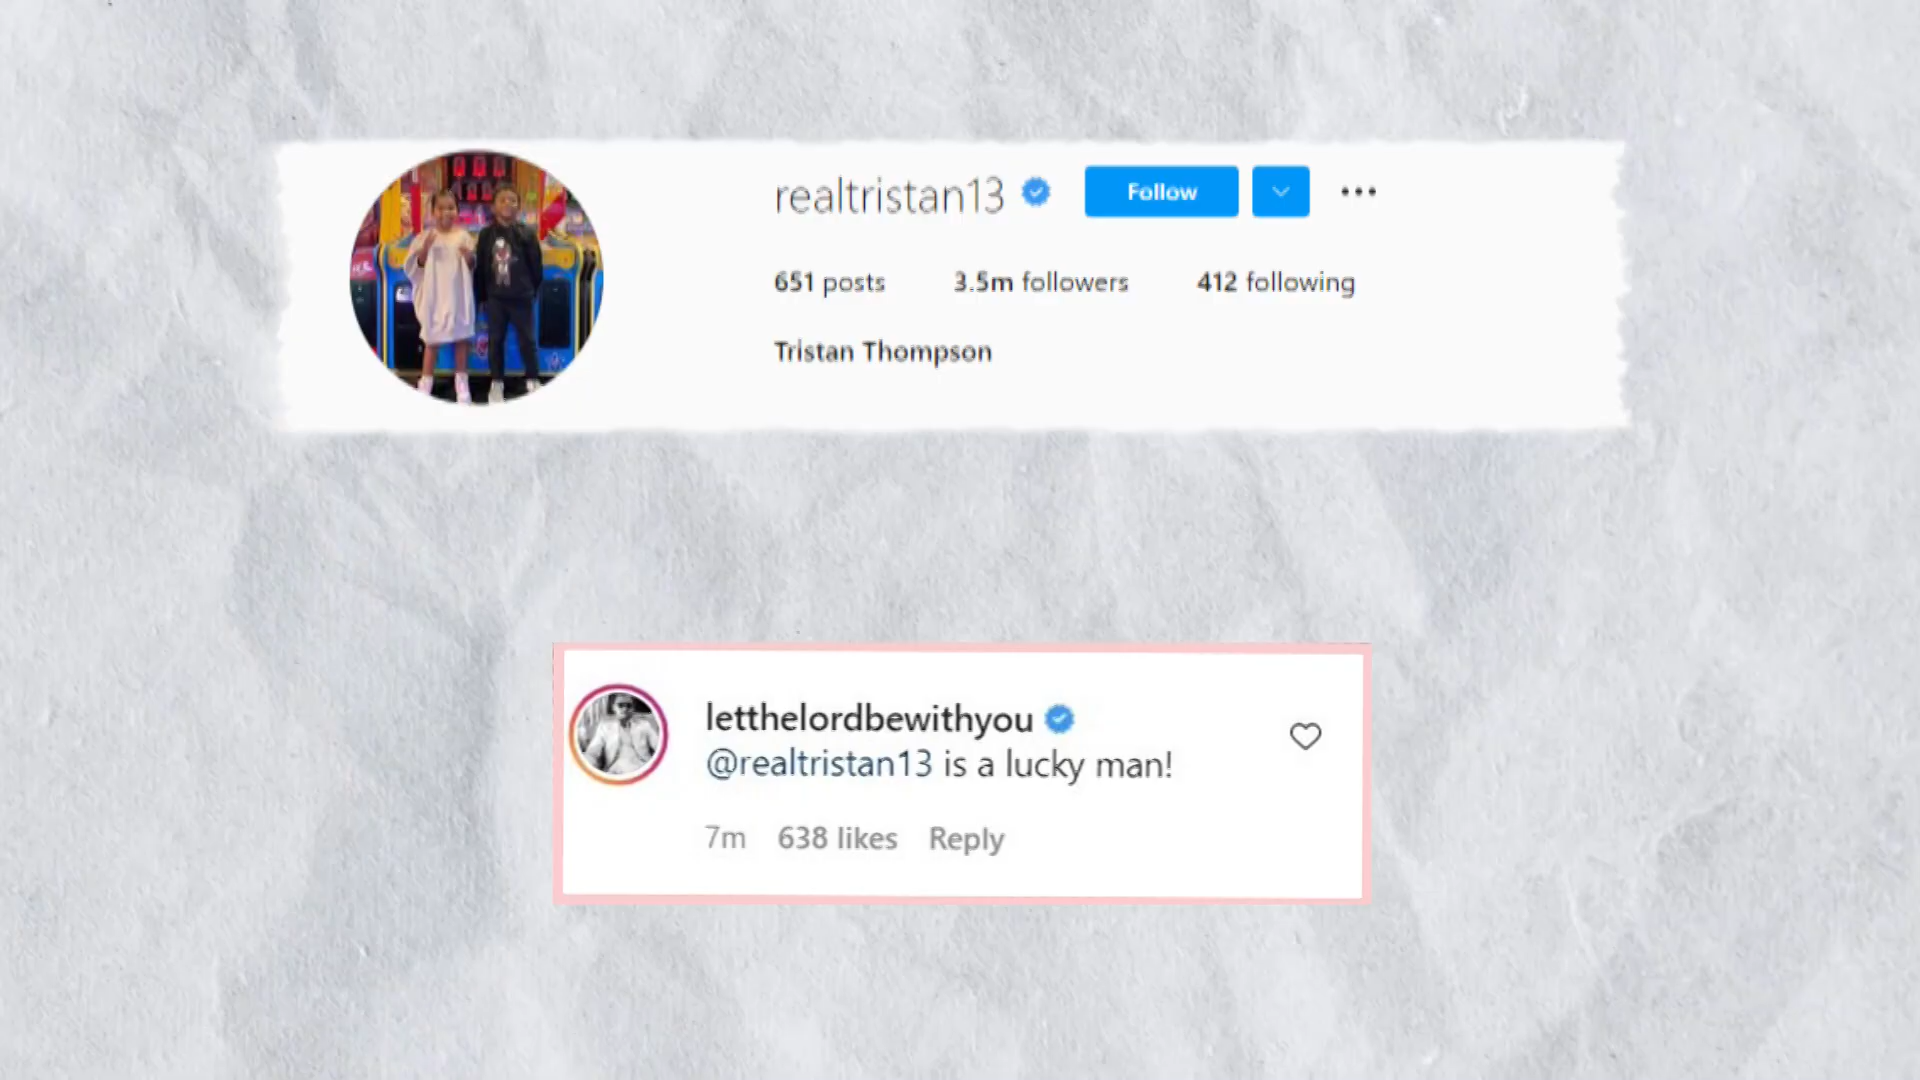 realtristan13 Follow
651 posts 3.5m followers 412 following
Tristan Thompson
letthelordbewithyou
@realtristan13 is a lucky man!
7m 638 likes Reply